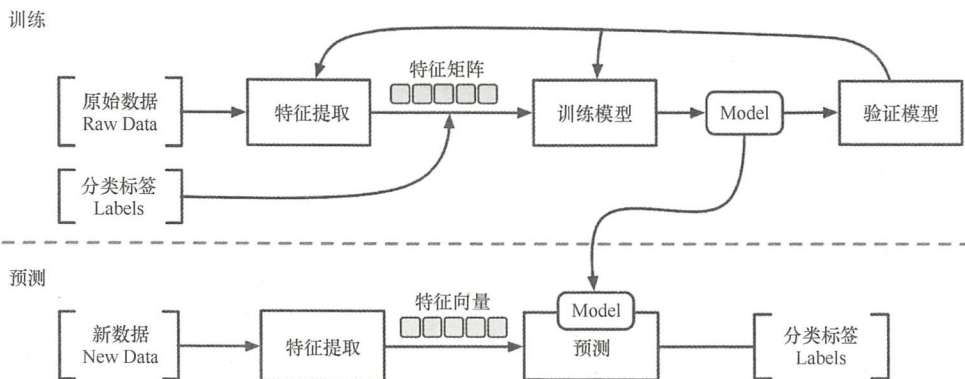 训练
特征矩阵
原始数据
Raw Data
特征提取
训练模型
Model
验证模型
分类标签
Labels
预测
特征向量
Model
新数据
New Data
特征提取
预测
分类标签
Labels